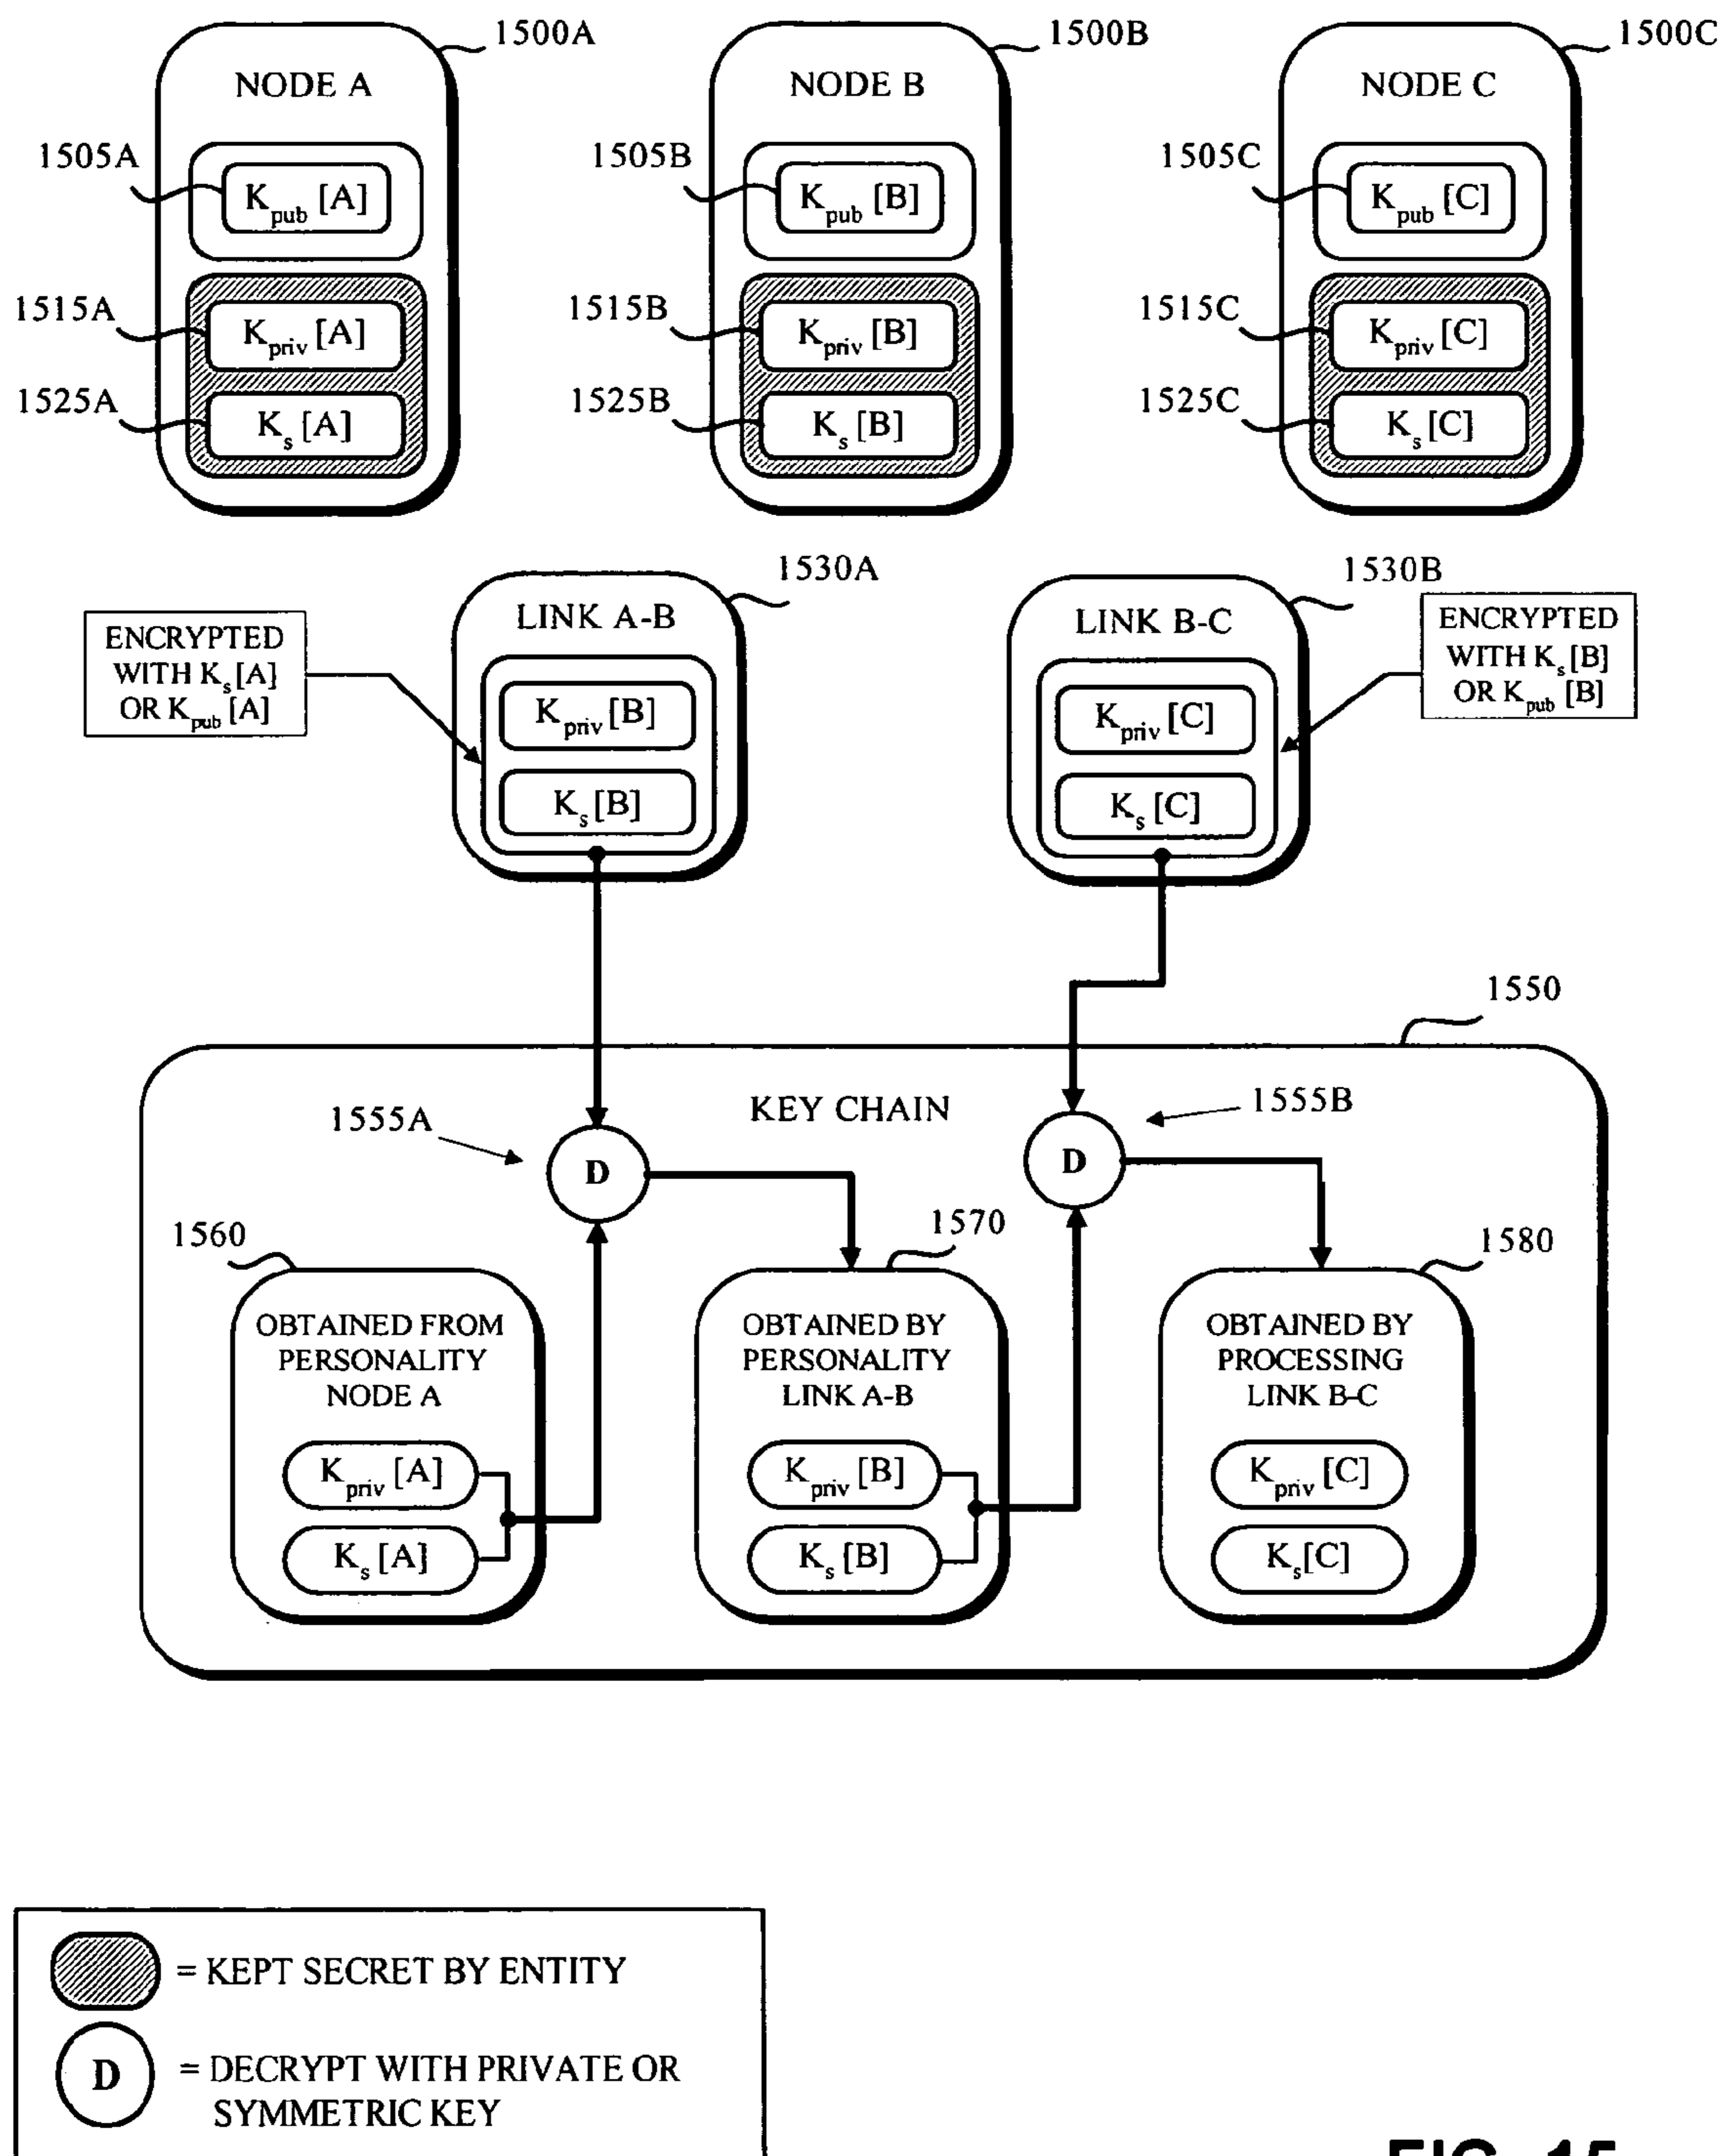 1500A
1500B
1500C
NODE A
NODE B
NODE C
1505A
1505B
1505C
Kpub [A]
Kpub [B]
Kpub [C]
1515A
1515B
1515C
Kpriv [A]
Kpriv [B]
Kpriv [C]
1525A
1525B
1525C
Ks [A]
Ks [B]
Ks [C]
1530A
1530B
LINK A-B
LINK B-C
ENCRYPTED
WITH Ks [A]
OR Kpub [A]
ENCRYPTED
WITH Ks [B]
OR Kpub [B]
Kpriv [B]
Ks [B]
Kpriv [C]
Ks [C]
1550
KEY CHAIN
1555A
1555B
D
D
1560
1570
1580
OBTAINED FROM
PERSONALITY
NODE A
OBTAINED BY
PERSONALITY
LINK A-B
OBTAINED BY
PROCESSING
LINK B-C
Kpriv [A]
Kpriv [B]
Kpriv [C]
Ks [A]
Ks [B]
Ks[C]
= KEPT SECRET BY ENTITY
D
= DECRYPT WITH PRIVATE OR
SYMMETRIC KEY
FIG. 15